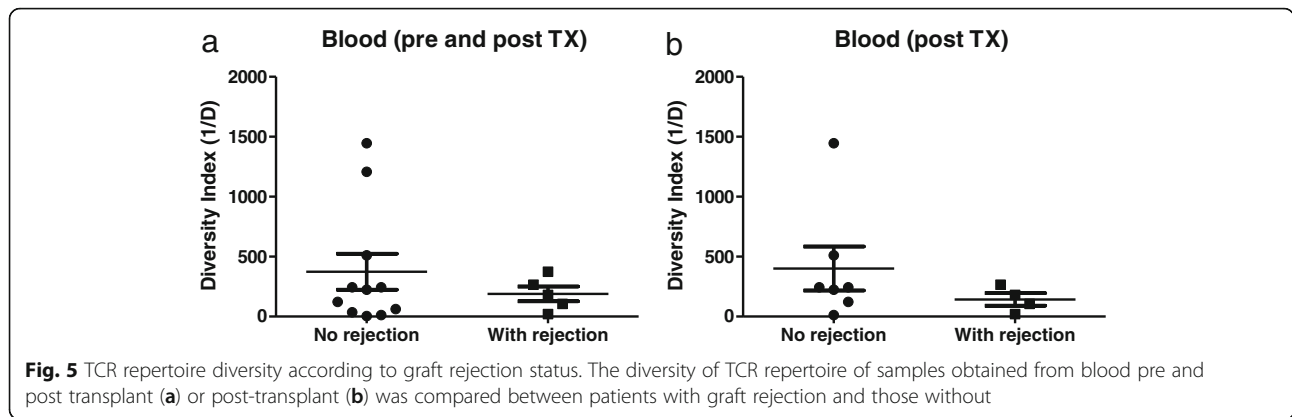 a Blood (pre and post TX)
Diversity Index (1/D)
2000
1500
1000
500
0
No rejection With rejection
b Blood (post TX)
Diversity Index (1/D)
2000
1500
1000
500
0
No rejection With rejection
Fig. 5 TCR repertoire diversity according to graft rejection status. The diversity of TCR repertoire of samples obtained from blood pre and
post transplant (a) or post-transplant (b) was compared between patients with graft rejection and those without